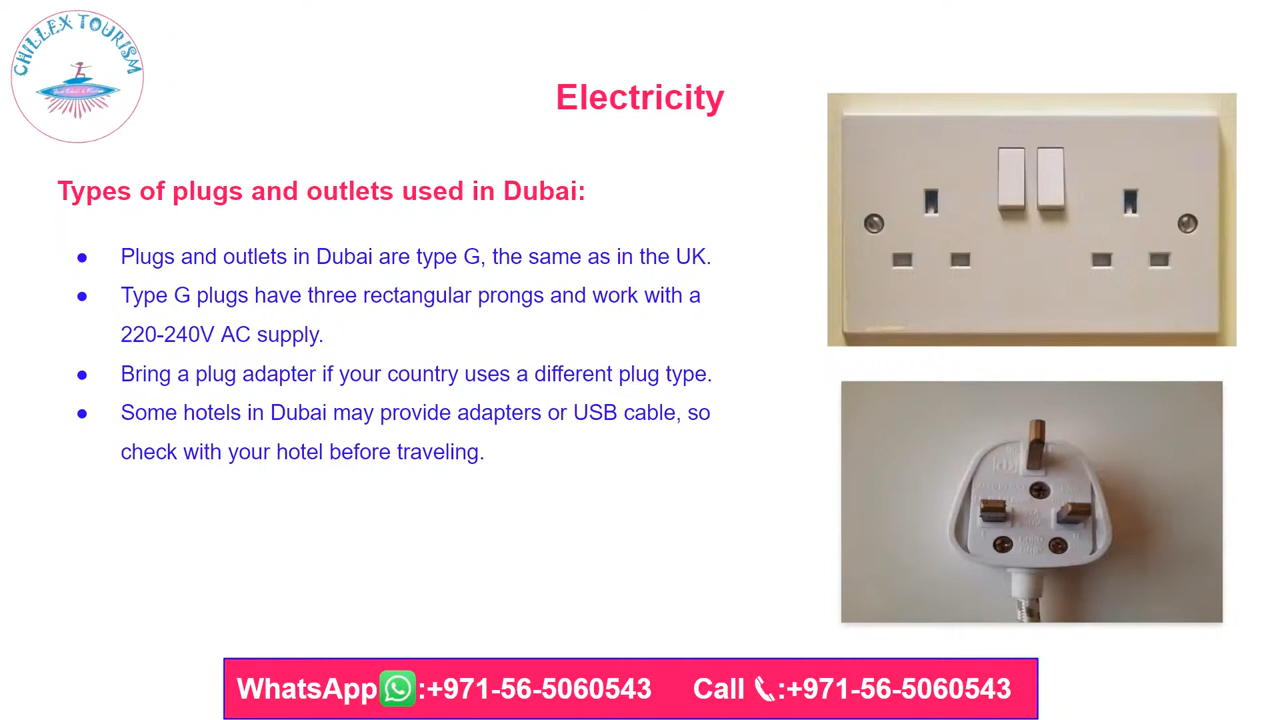 CHILLEX TOURISM
Electricity
Types of plugs and outlets used in Dubai:
● Plugs and outlets in Dubai are type G, the same as in the UK.
● Type G plugs have three rectangular prongs and work with a
220-240V AC supply.
● Bring a plug adapter if your country uses a different plug type.
● Some hotels in Dubai may provide adapters or USB cable, so
check with your hotel before traveling.
WhatsApp:+971-56-5060543 Call :+971-56-5060543